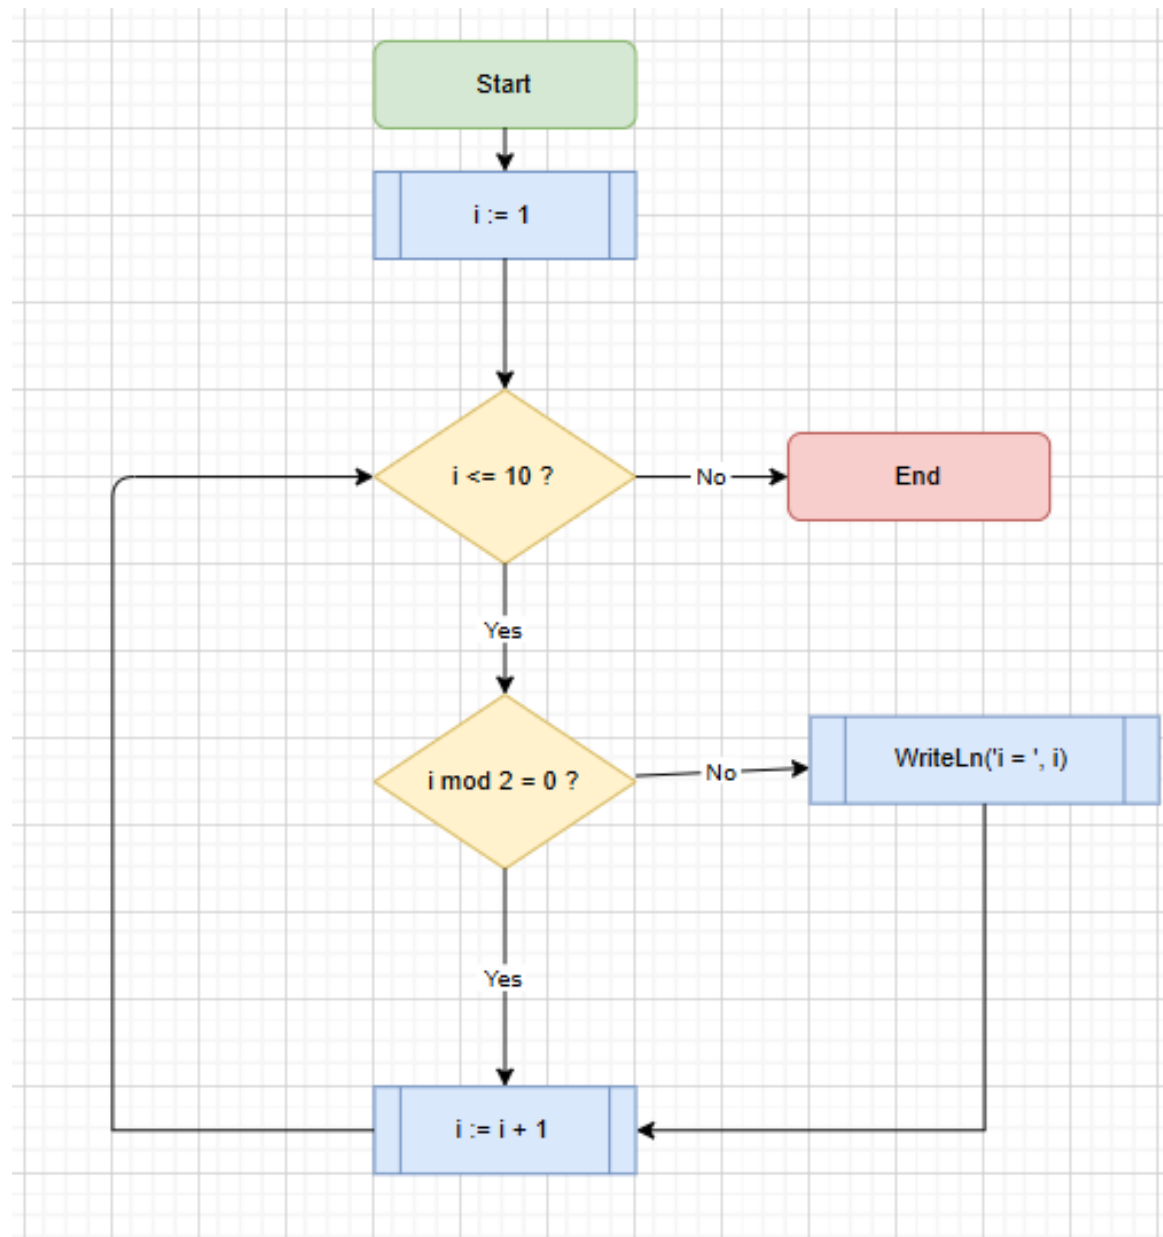 Start
i := 1
i <= 10 ?
No
End
Yes
i mod 2 = 0 ?
No
WriteLn('i = ', i)
Yes
i := i + 1